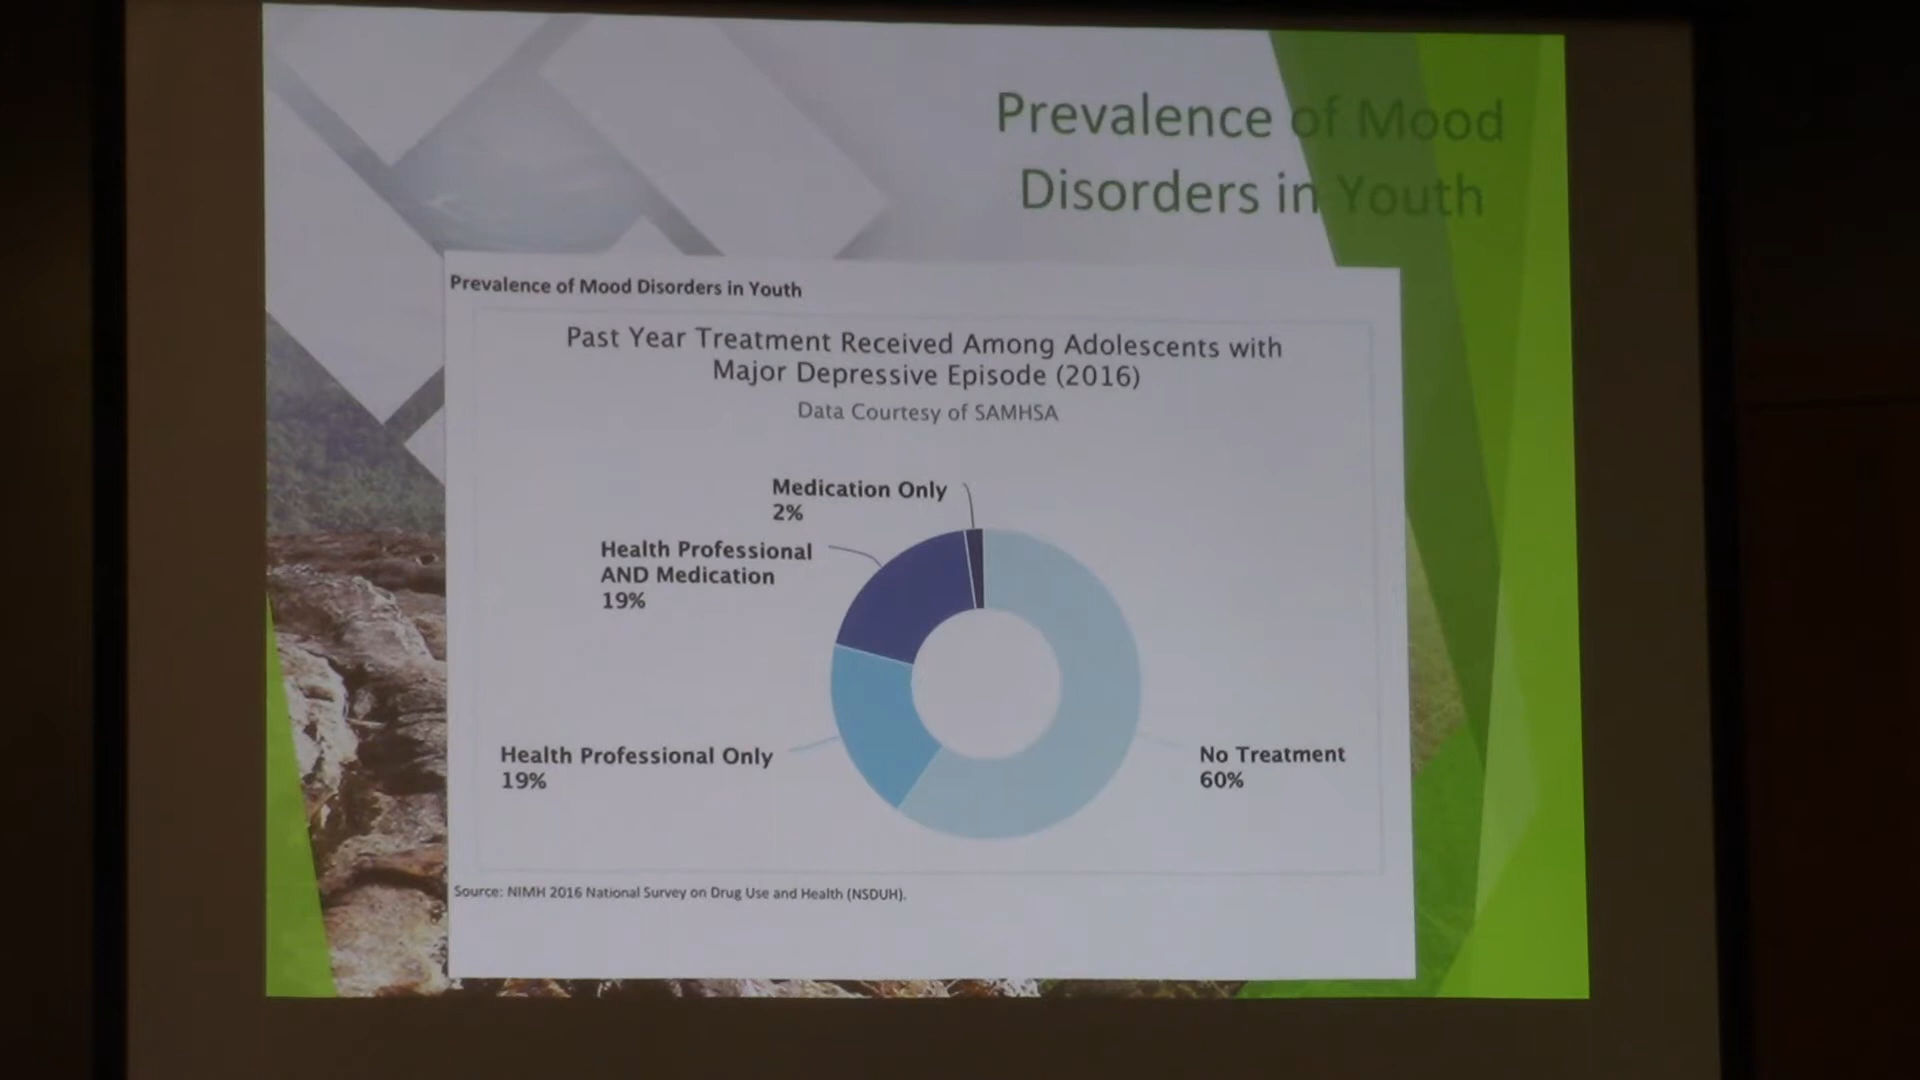 Prevalence of Mood
Disorders in Youth
Prevalence of Mood Disorders in Youth
Past Year Treatment Received Among Adolescents with
Major Depressive Episode (2016)
Data Courtesy of SAMHSA
Medication Only
2%
Health Professional
AND Medication
19%
Health Professional Only
19%
No Treatment
60%
Source: NIMH 2016 National Survey on Drug Use and Health (NSDUH).